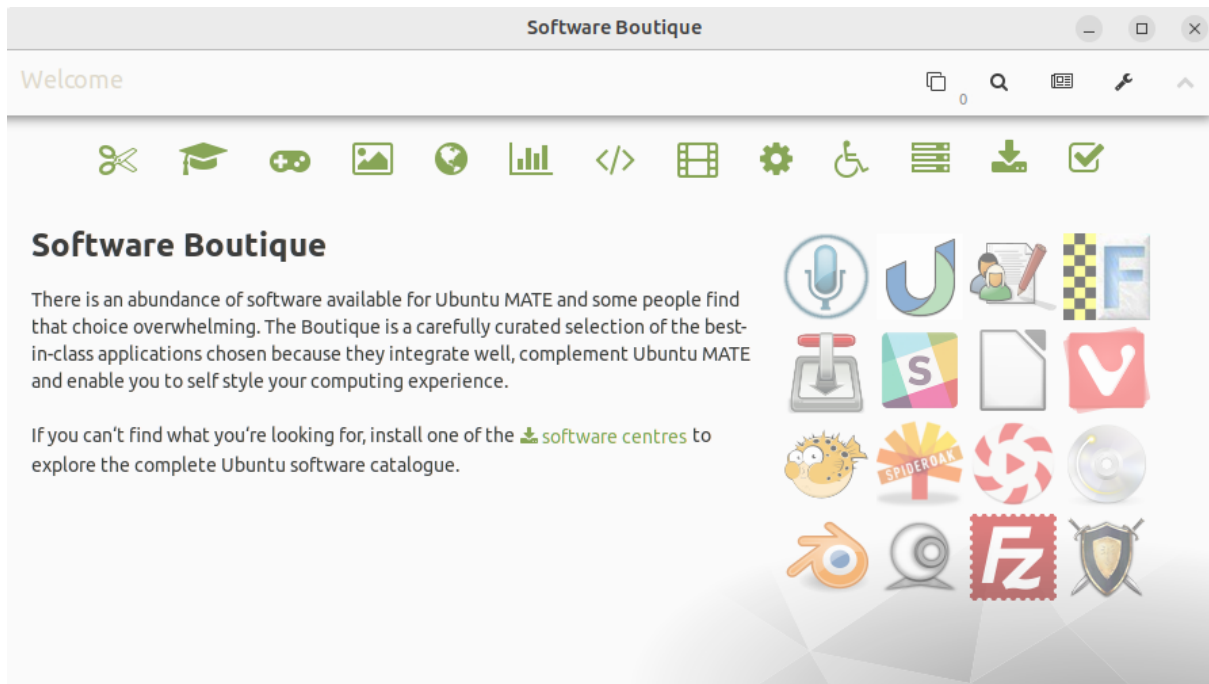 Software Boutique
Welcome
0
Software Boutique
There is an abundance of software available for Ubuntu MATE and some people find
that choice overwhelming. The Boutique is a carefully curated selection of the best-
in-class applications chosen because they integrate well, complement Ubuntu MATE
and enable you to self style your computing experience.
If you can’t find what you’re looking for, install one of the software centres to
explore the complete Ubuntu software catalogue.
F
S
SPIDEROAK
FZ